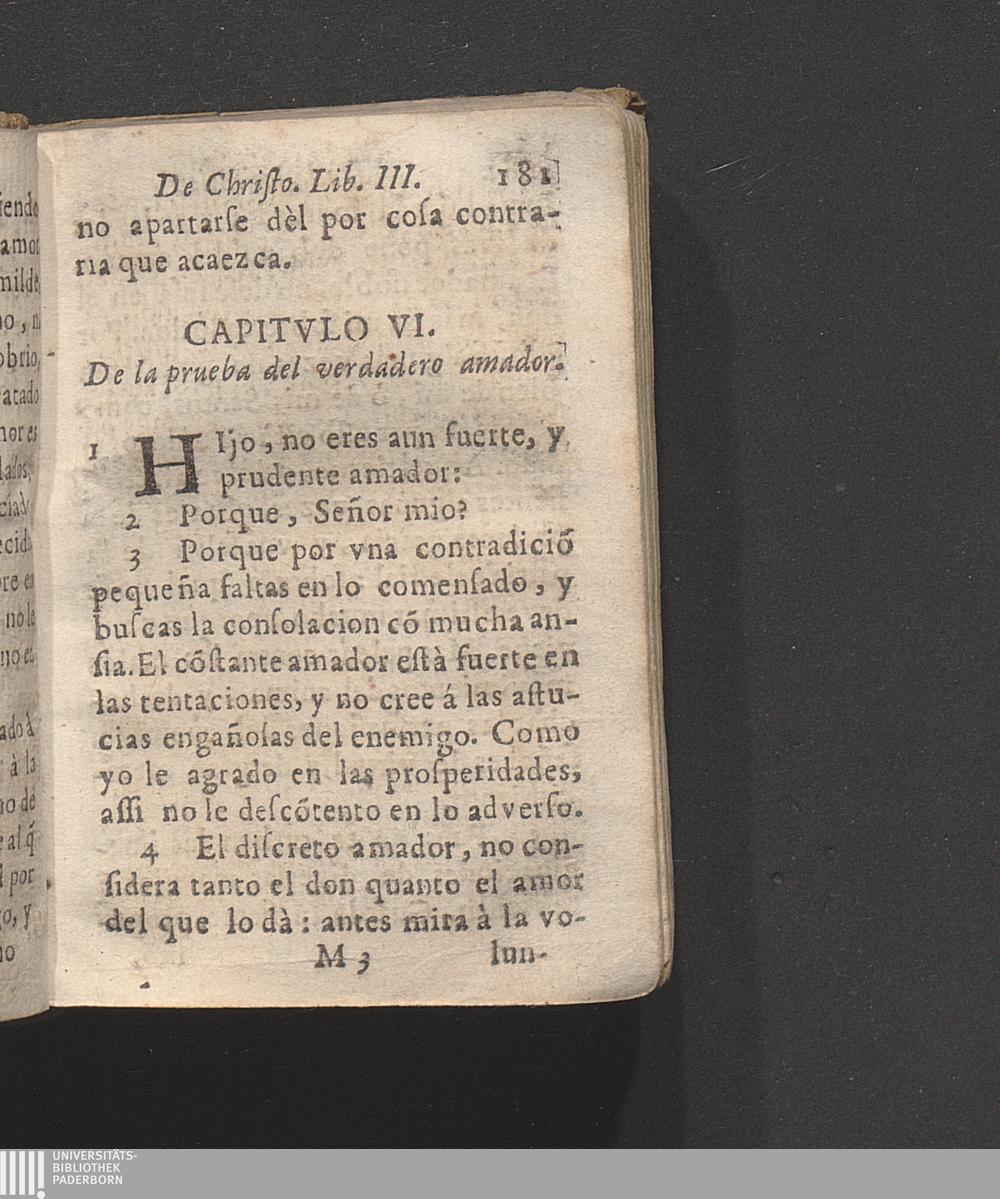 De Chriſto. Lib. III. 181
no apartarſe dèl por coſa contra-
ria que acaezca.
CAPITVLO VI.
De la prueba del verdadero amador.
1 HIjo, no eres aun fuerte, y
prudente amador:
2 Porque, Señor mio?
3 Porque por vna contradició
pequeña faltas en lo comenſado, y
buſcas la conſolacion có mucha an-
ſia. El cóſtante amador eſtà fuerte en
las tentaciones, y no cree á las aſtu-
cias engañoſas del enemigo. Como
yo le agrado en las proſperidades,
aſſi no le deſcótento en lo adverſo.
4 El diſcreto amador, no con-
ſidera tanto el don quanto el amor
del que lo dà: antes mira à la vo-
M 3 lun-
UNIVERSITÄTS-
BIBLIOTHEK
PADERBORN